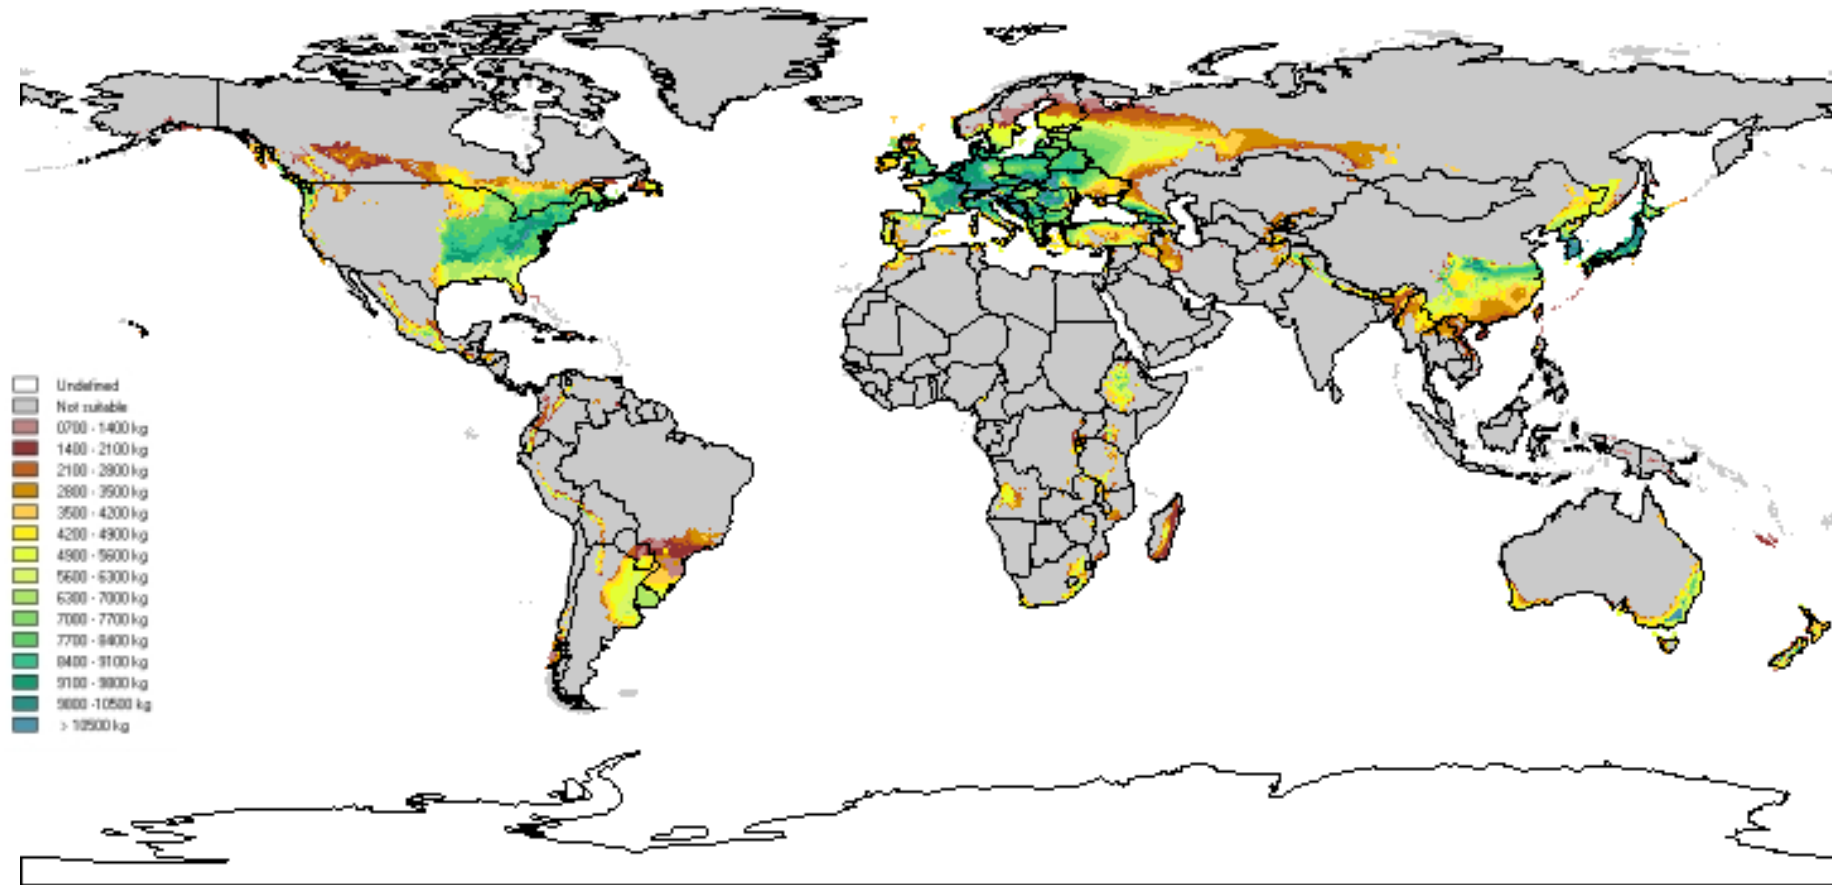 Undefined
Not suitable
0700 - 1400 kg
1400 - 2100 kg
2100 - 2800 kg
2800 - 3500 kg
3500 - 4200 kg
4200 - 4900 kg
4900 - 5600 kg
5600 - 6300 kg
6300 - 7000 kg
7000 - 7700 kg
7700 - 8400 kg
8400 - 9100 kg
9100 - 9800 kg
9800 -10500 kg
> 10500 kg